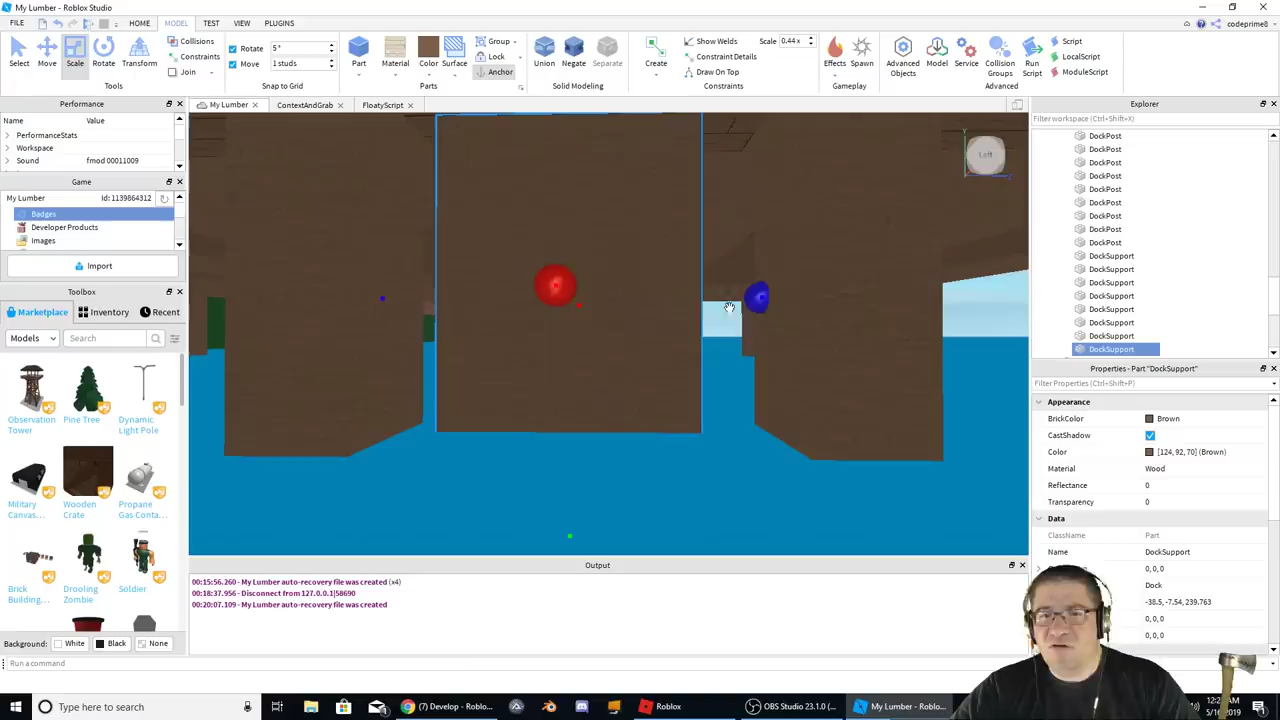 My Lumber - Roblox Studio
FILE HOME MODEL TEST VIEW PLUGINS codeprime8
Select Move Scale Rotate Transform
Collisions
Constraints
Join
Tools
Rotate 5°
Move 1 studs
Snap to Grid
Part Material Color Surface
Group
Lock
Anchor
Parts
Union Negate Separate
Solid Modeling
Create
Show Welds
Constraint Details
Draw On Top
Scale 0.44 x
Constraints
Effects Spawn
Gameplay
Advanced Objects Model Service Collision Groups Run Script
Script
LocalScript
ModuleScript
Advanced
Performance
Name Value
PerformanceStats
Workspace
Sound fmod 00011009
Game
My Lumber Id: 1139864312
Badges
Developer Products
Images
Import
Toolbox
Marketplace Inventory Recent
Models Search
Observation Tower
Pine Tree
Dynamic Light Pole
Military Canvas...
Wooden Crate
Propane Gas Conta...
Brick Building...
Drooling Zombie
Soldier
Background: White Black None
Run a command
My Lumber ContextAndGrab FloatyScript
Left
Output
00:15:56.260 - My Lumber auto-recovery file was created (x4)
00:18:37.956 - Disconnect from 127.0.0.1|58690
00:20:07.109 - My Lumber auto-recovery file was created
Explorer
Filter workspace (Ctrl+Shift+X)
DockPost
DockPost
DockPost
DockPost
DockPost
DockPost
DockPost
DockPost
DockPost
DockSupport
DockSupport
DockSupport
DockSupport
DockSupport
DockSupport
DockSupport
DockSupport
Properties - Part "DockSupport"
Filter Properties (Ctrl+Shift+P)
Appearance
BrickColor Brown
CastShadow
Color [124, 92, 70] (Brown)
Material Wood
Reflectance 0
Transparency 0
Data
ClassName Part
Name DockSupport
0, 0, 0
Dock
-38.5, -7.54, 239.763
0, 0, 0
0, 0, 0
Type here to search
(7) Develop - Roblo...
Roblox
OBS Studio 23.1.0 (...
My Lumber - Roblo...